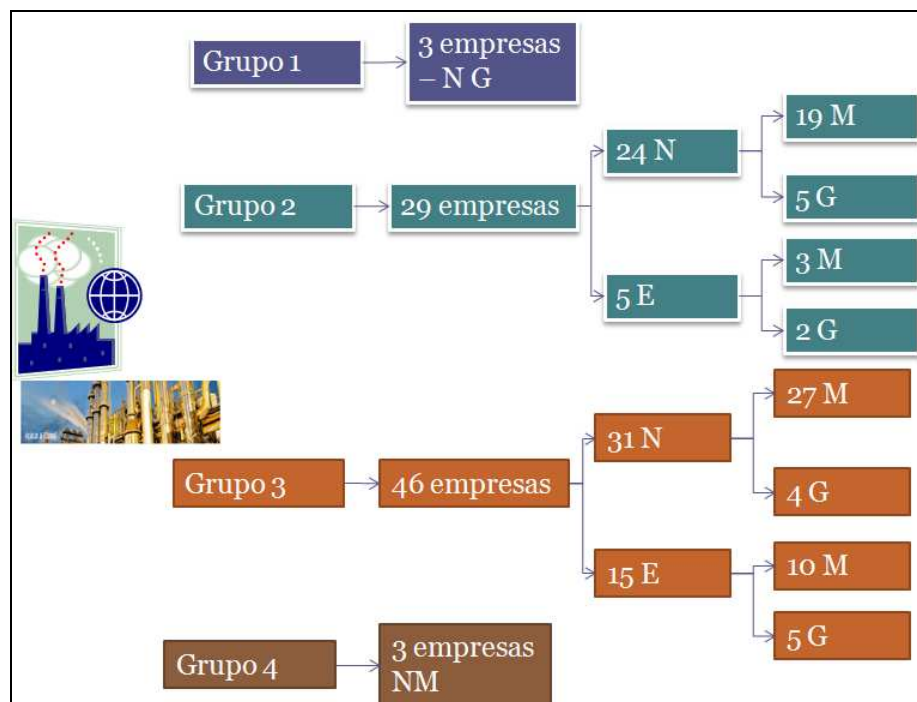 Grupo 1
3 empresas
– N G
Grupo 2
29 empresas
24 N
19 M
5 G
5 E
3 M
2 G
Grupo 3
46 empresas
31 N
27 M
4 G
15 E
10 M
5 G
Grupo 4
3 empresas
NM